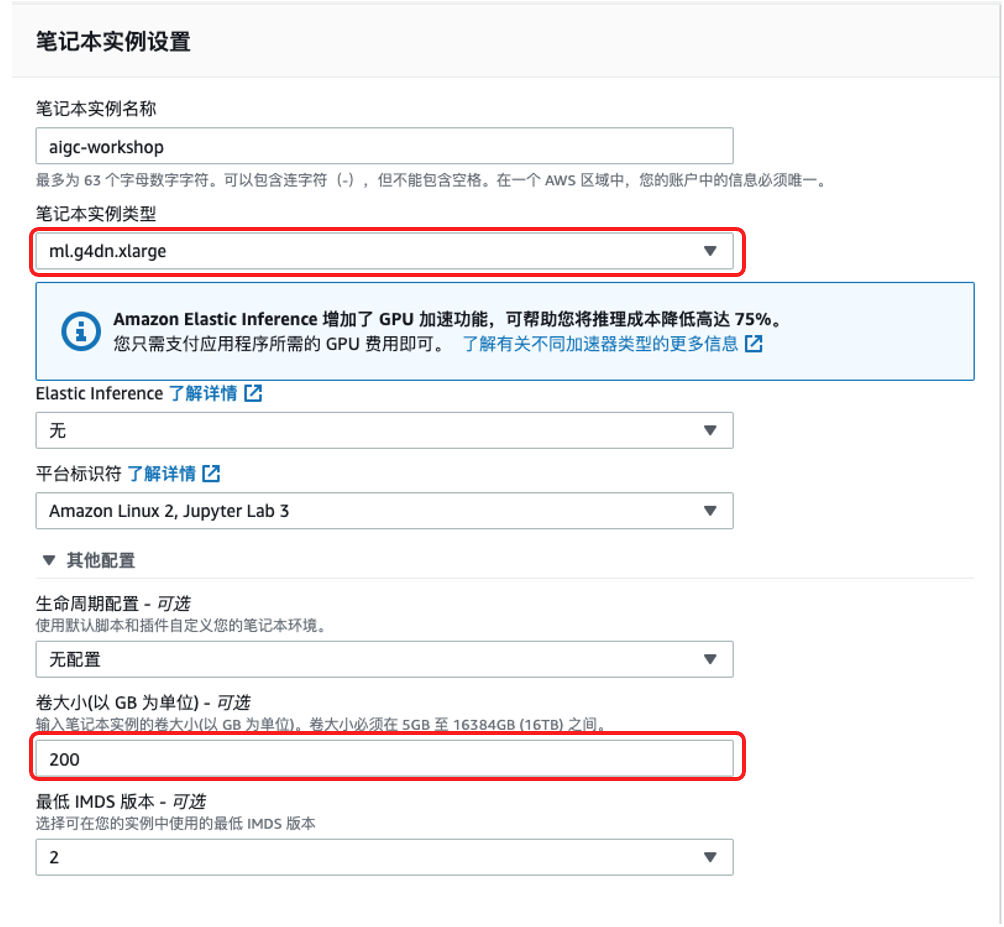 笔记本实例设置
笔记本实例名称
aigc-workshop
最多为 63 个字母数字字符。可以包含连字符（-），但不能包含空格。在一个 AWS 区域中，您的账户中的信息必须唯一。
笔记本实例类型
ml.g4dn.xlarge
Amazon Elastic Inference 增加了 GPU 加速功能，可帮助您将推理成本降低高达 75%。
您只需支付应用程序所需的 GPU 费用即可。 了解有关不同加速器类型的更多信息
Elastic Inference 了解详情
无
平台标识符 了解详情
Amazon Linux 2, Jupyter Lab 3
其他配置
生命周期配置 - 可选
使用默认脚本和插件自定义您的笔记本环境。
无配置
卷大小(以 GB 为单位) - 可选
输入笔记本实例的卷大小(以 GB 为单位)。卷大小必须在 5GB 至 16384GB (16TB) 之间。
200
最低 IMDS 版本 - 可选
选择可在您的实例中使用的最低 IMDS 版本
2